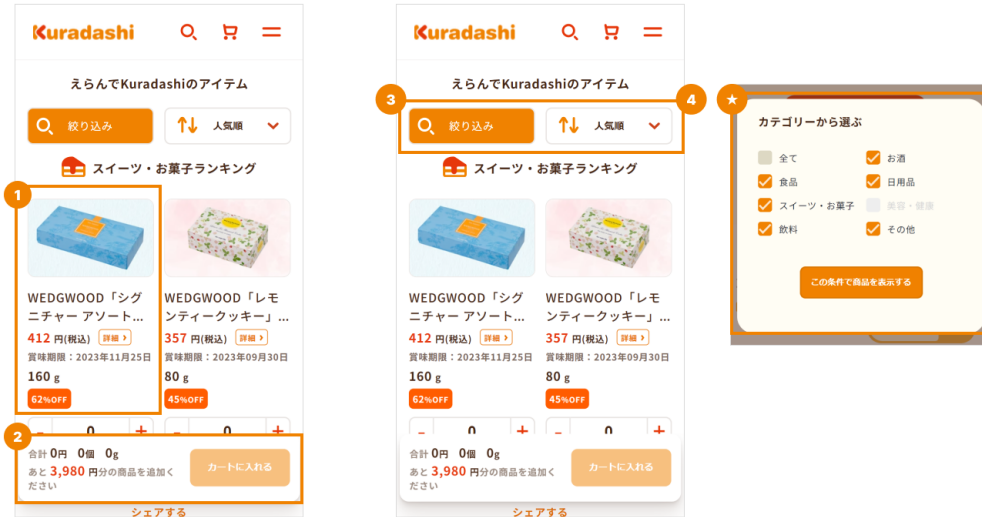 Kuradashi
えらんでKuradashiのアイテム
絞り込み
人気順
スイーツ・お菓子ランキング
1
WEDGWOOD「シグ
ニチャー アソート...
412 円(税込) 詳細 >
賞味期限：2023年11月25日
160 g
62%OFF
- 0 +
WEDGWOOD「レモ
ンティークッキー」...
357 円(税込) 詳細 >
賞味期限：2023年09月30日
80 g
45%OFF
- 0 +
2
合計 0円 0個 0g
あと 3,980 円分の商品を追加く
ださい
カートに入れる
シェアする
Kuradashi
えらんでKuradashiのアイテム
3
4
絞り込み
人気順
スイーツ・お菓子ランキング
WEDGWOOD「シグ
ニチャー アソート...
412 円(税込) 詳細 >
賞味期限：2023年11月25日
160 g
62%OFF
- 0 +
WEDGWOOD「レモ
ンティークッキー」...
357 円(税込) 詳細 >
賞味期限：2023年09月30日
80 g
45%OFF
- 0 +
合計 0円 0個 0g
あと 3,980 円分の商品を追加く
ださい
カートに入れる
シェアする
★
カテゴリーから選ぶ
全て
お酒
食品
日用品
スイーツ・お菓子
美容・健康
飲料
その他
この条件で商品を表示する